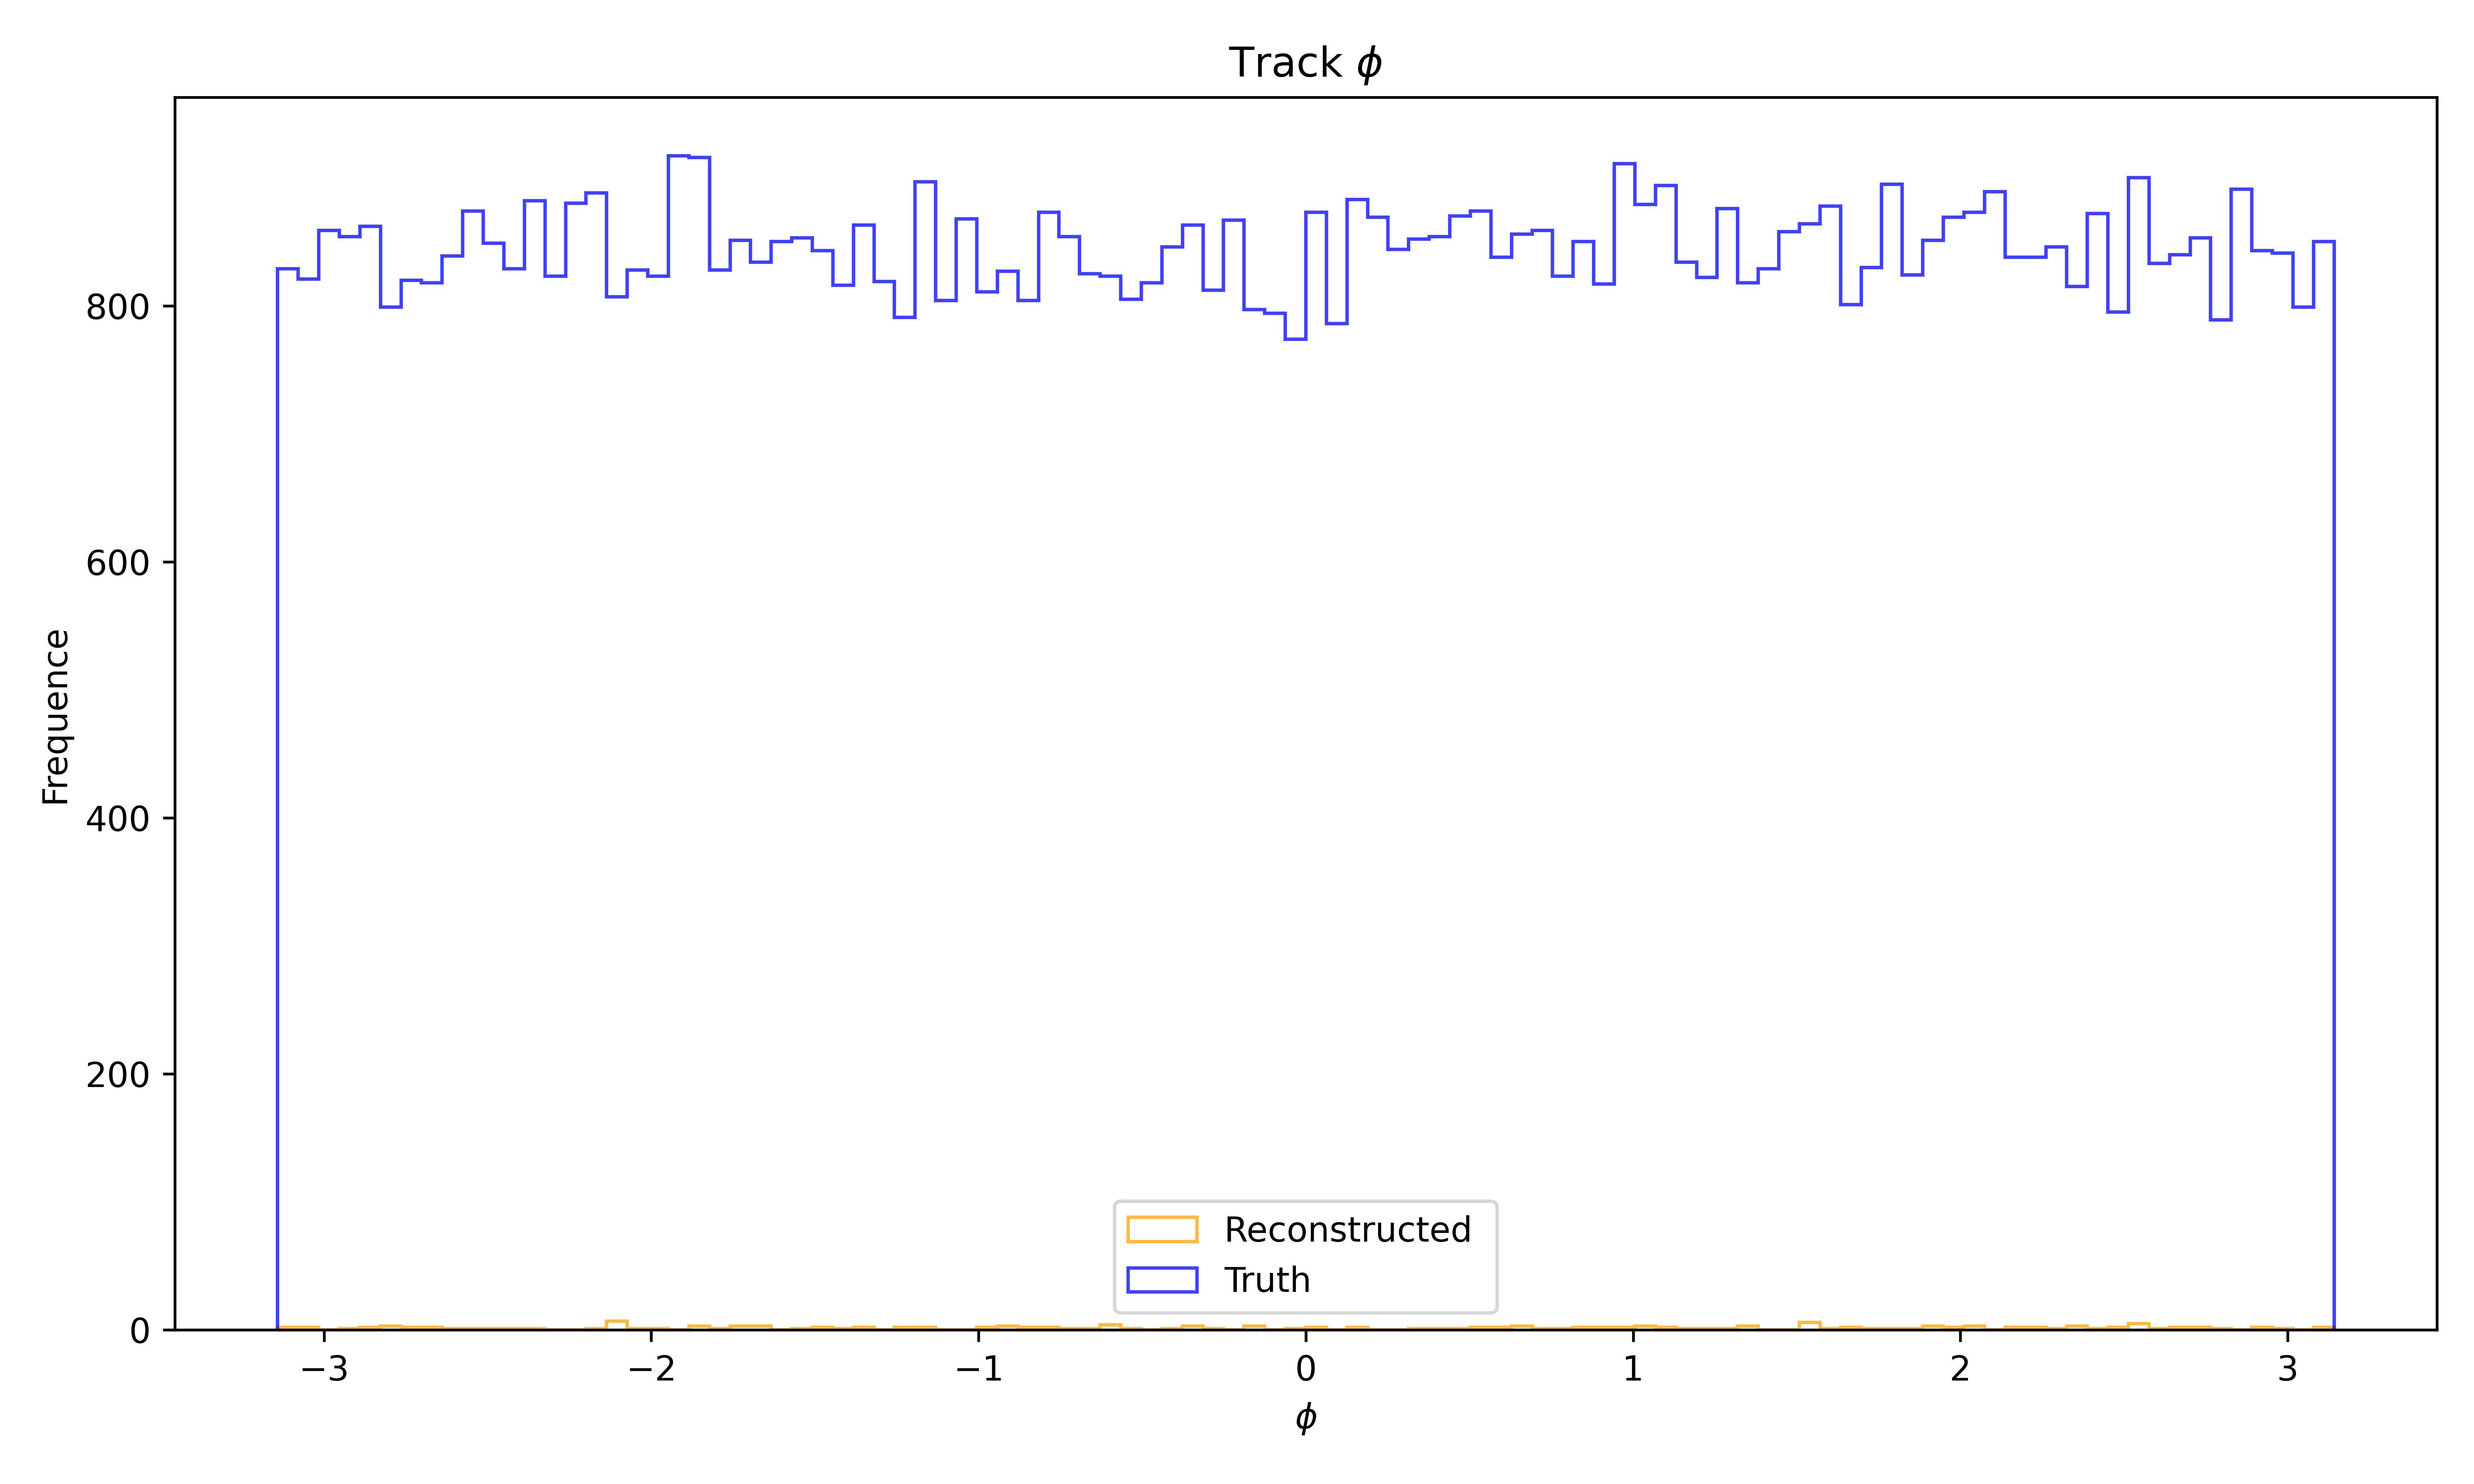 Track ϕ
Frequence
800
600
400
200
0
Reconstructed
Truth
−3 −2 −1 0 1 2 3
ϕ